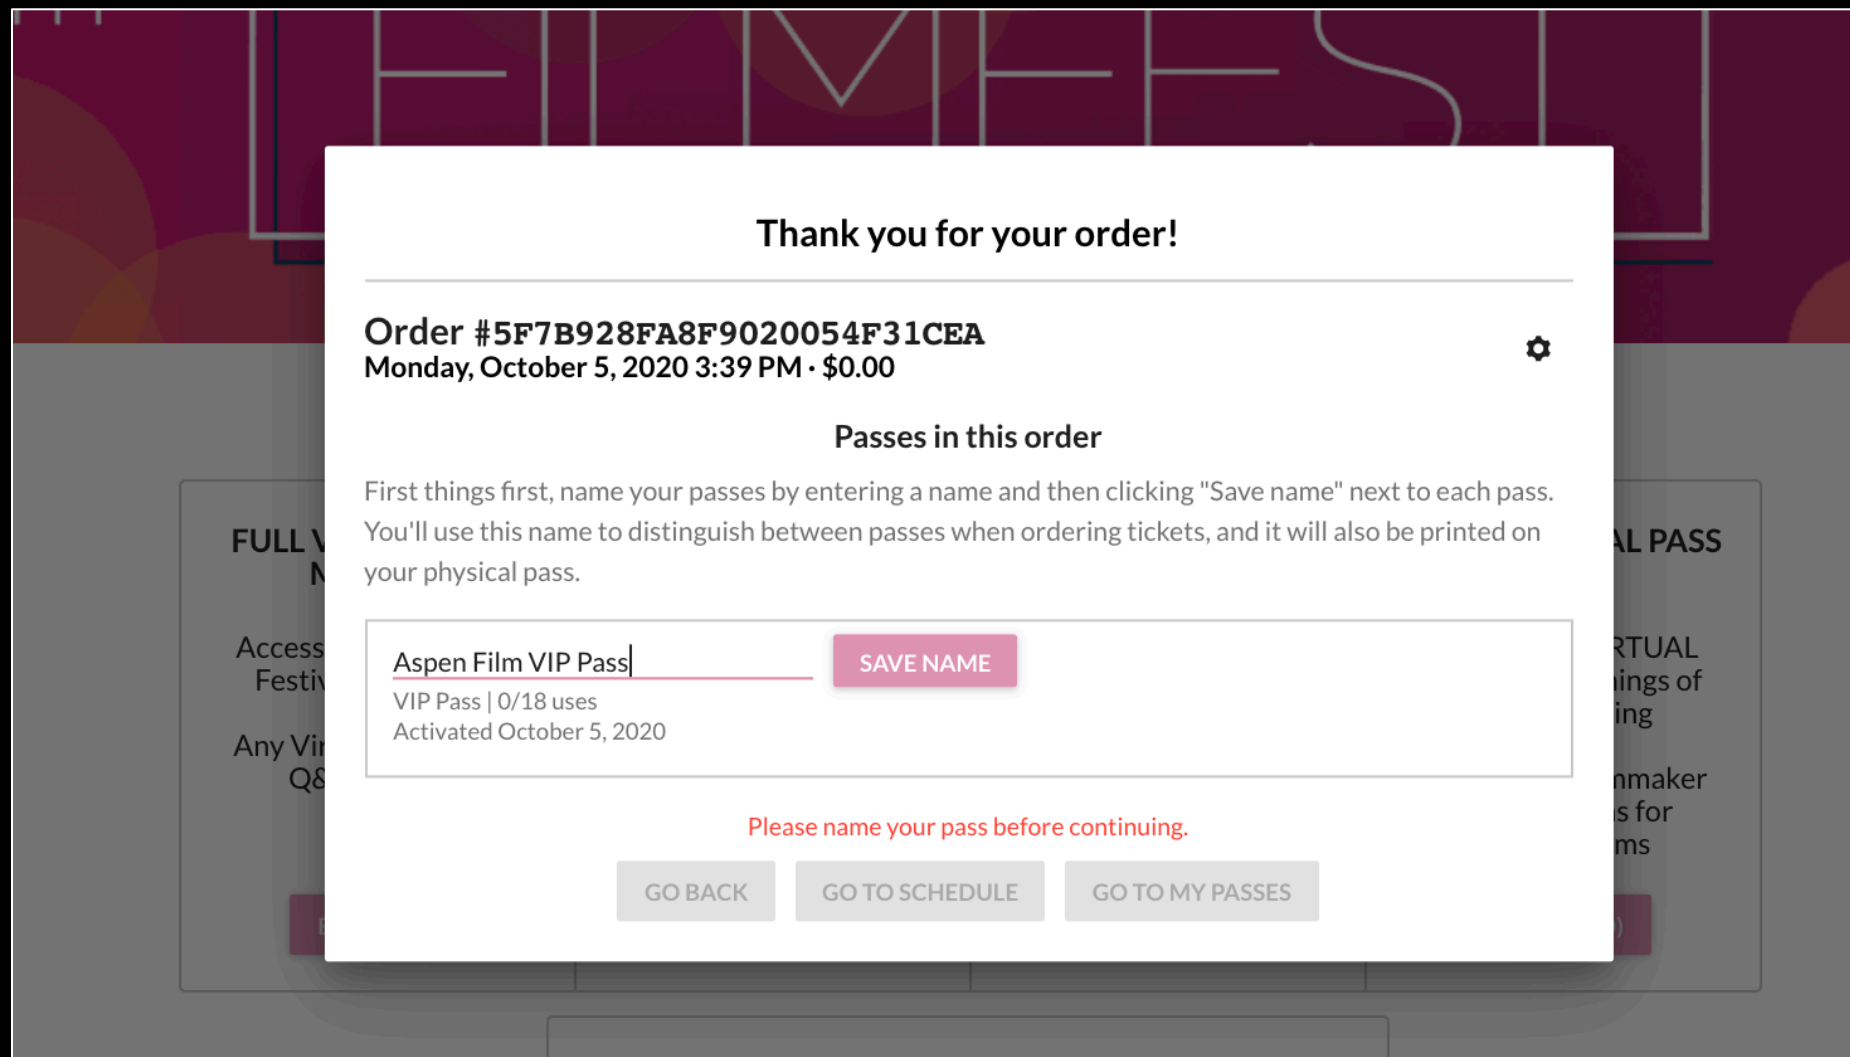 FILMFEST
Thank you for your order!
Order #5F7B928FA8F9020054F31CEA
Monday, October 5, 2020 3:39 PM · $0.00
Passes in this order
First things first, name your passes by entering a name and then clicking "Save name" next to each pass.
You'll use this name to distinguish between passes when ordering tickets, and it will also be printed on
your physical pass.
FULL
AL PASS
Aspen Film VIP Pass
SAVE NAME
VIP Pass | 0/18 uses
Activated October 5, 2020
Access
Festiv
Any Vir
Q&
RTUAL
ings of
ing
nmaker
s for
ms
Please name your pass before continuing.
GO BACK
GO TO SCHEDULE
GO TO MY PASSES